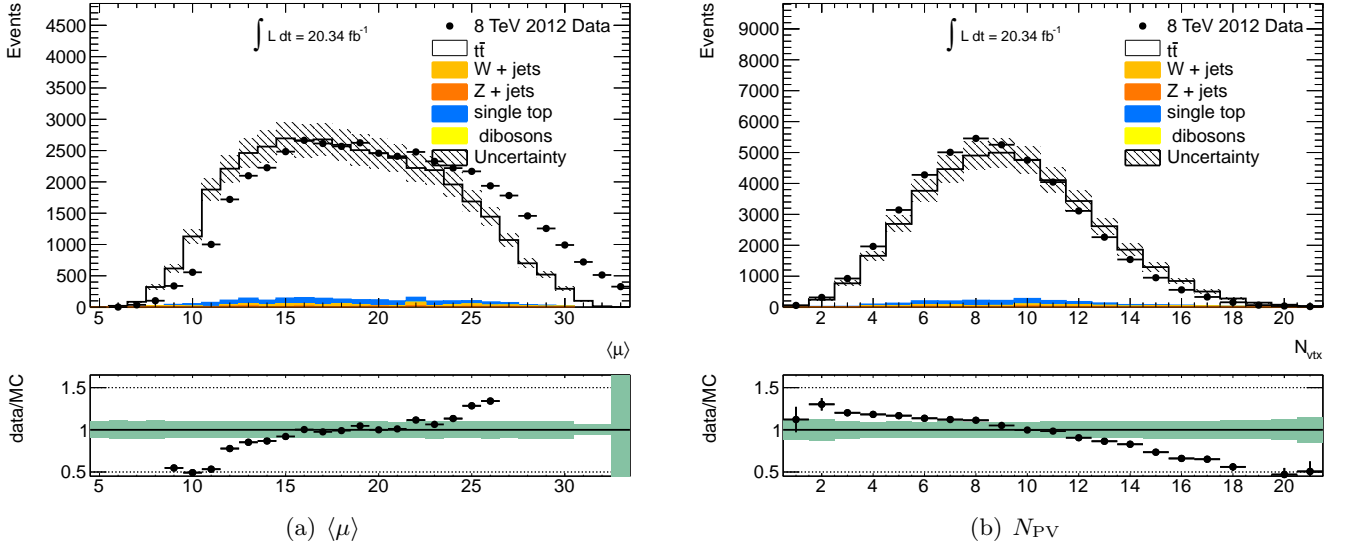 Events
4500
4000
3500
3000
2500
2000
1500
1000
500
0
∫ L dt = 20.34 fb⁻¹
8 TeV 2012 Data
tt̄
W + jets
Z + jets
single top
dibosons
Uncertainty
5 10 15 20 25 30
⟨μ⟩
data/MC
1.5
1
0.5
5 10 15 20 25 30
(a) ⟨μ⟩
Events
9000
8000
7000
6000
5000
4000
3000
2000
1000
0
∫ L dt = 20.34 fb⁻¹
8 TeV 2012 Data
tt̄
W + jets
Z + jets
single top
dibosons
Uncertainty
2 4 6 8 10 12 14 16 18 20
N_vtx
data/MC
1.5
1
0.5
2 4 6 8 10 12 14 16 18 20
(b) N_PV